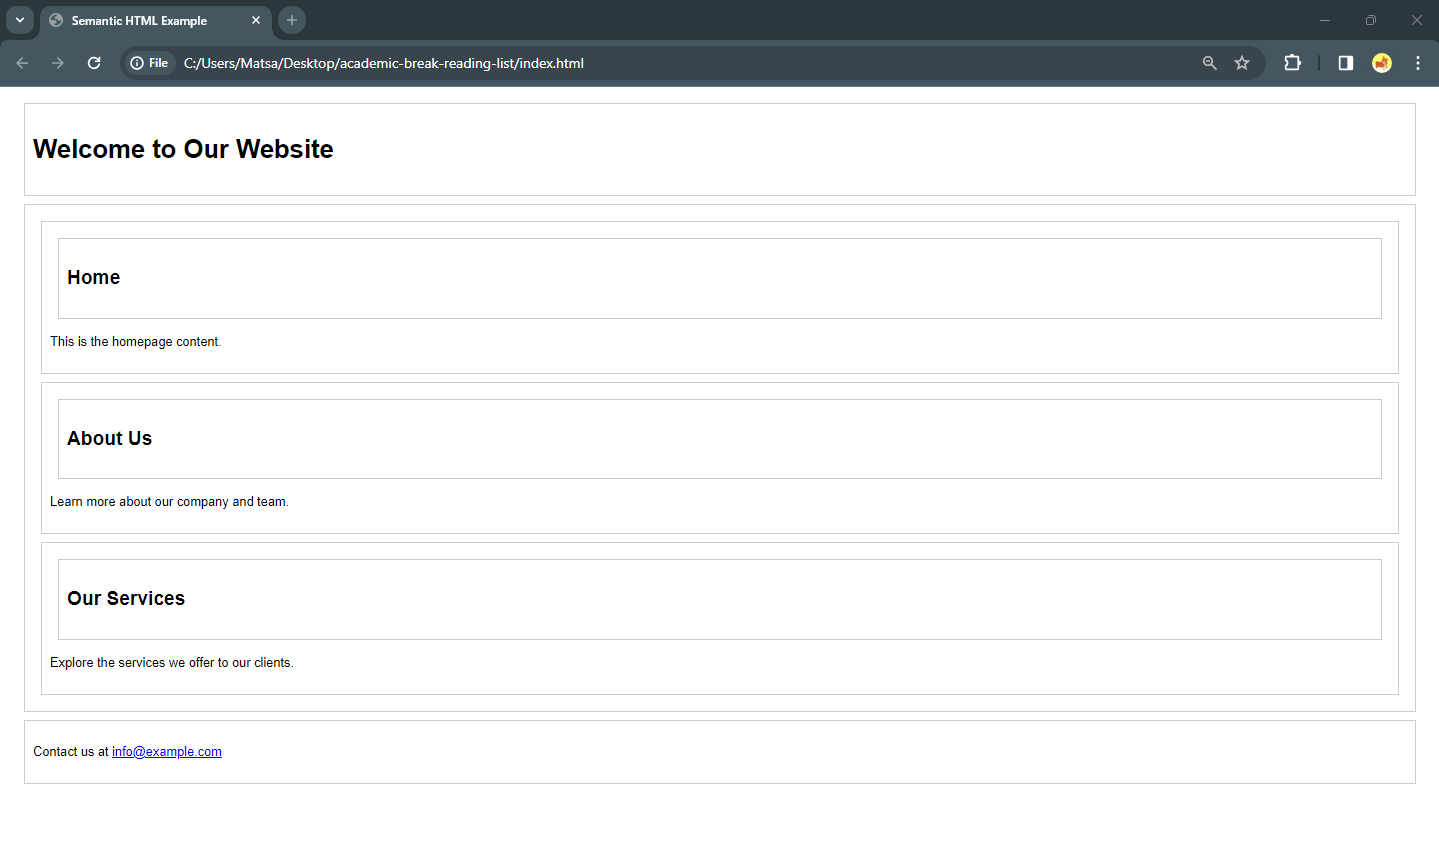 Semantic HTML Example
File
C:/Users/Matsa/Desktop/academic-break-reading-list/index.html
Welcome to Our Website
Home
This is the homepage content.
About Us
Learn more about our company and team.
Our Services
Explore the services we offer to our clients.
Contact us at info@example.com